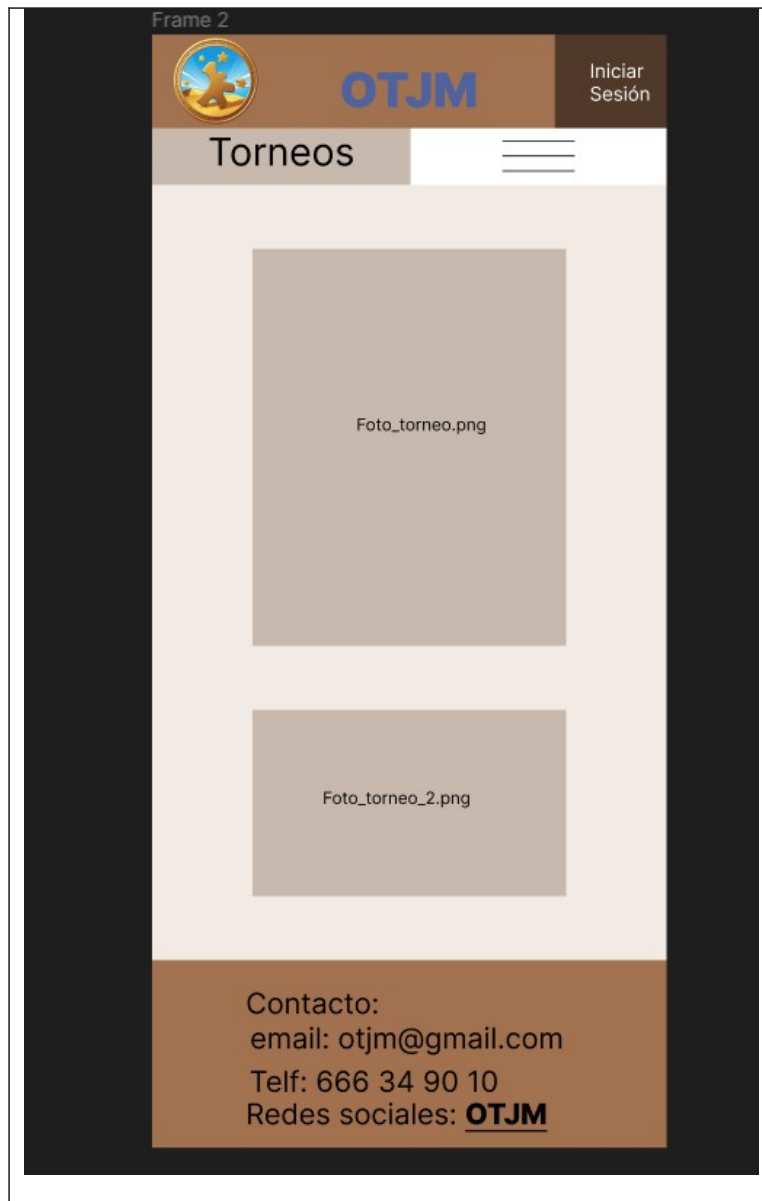 Frame 2
OTJM
Iniciar
Sesión
Torneos
Foto_torneo.png
Foto_torneo_2.png
Contacto:
email: otjm@gmail.com
Telf: 666 34 90 10
Redes sociales: OTJM